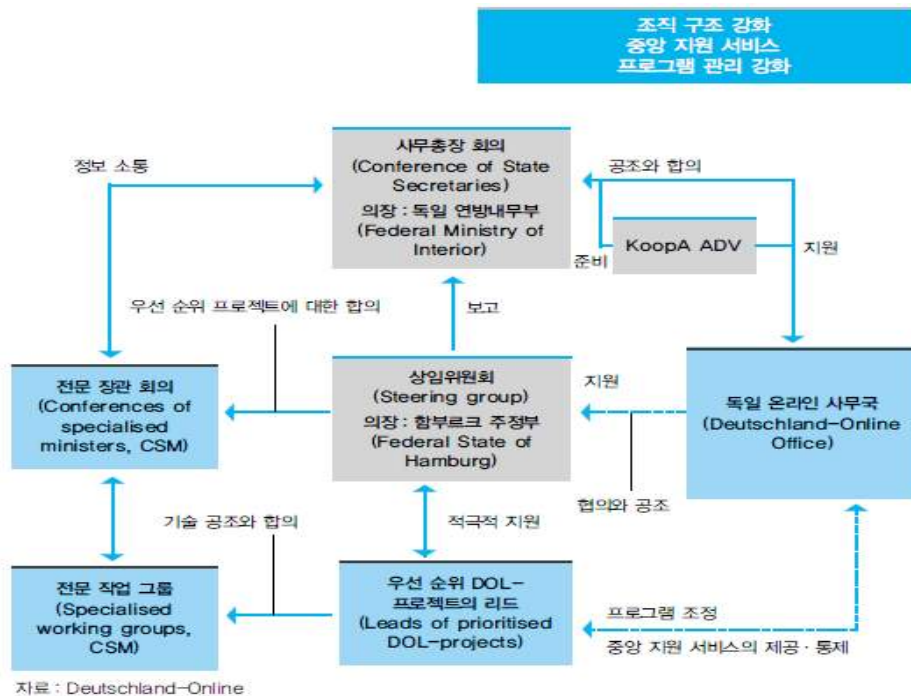 조직 구조 강화
중앙 지원 서비스
프로그램 관리 강화
사무총장 회의
(Conference of State
Secretaries)
의장 : 독일 연방내무부
(Federal Ministry of
Interior)
정보 소통
공조와 합의
KoopA ADV
준비
지원
우선 순위 프로젝트에 대한 합의
보고
전문 장관 회의
(Conferences of
specialised
ministers, CSM)
상임위원회
(Steering group)
의장 : 함부르크 주정부
(Federal State of
Hamburg)
지원
독일 온라인 사무국
(Deutschland-Online
Office)
협의와 공조
기술 공조와 합의
적극적 지원
전문 작업 그룹
(Specialised
working groups,
CSM)
우선 순위 DOL-
프로젝트의 리드
(Leads of prioritised
DOL-projects)
프로그램 조정
중앙 지원 서비스의 제공 · 통제
자료 : Deutschland-Online